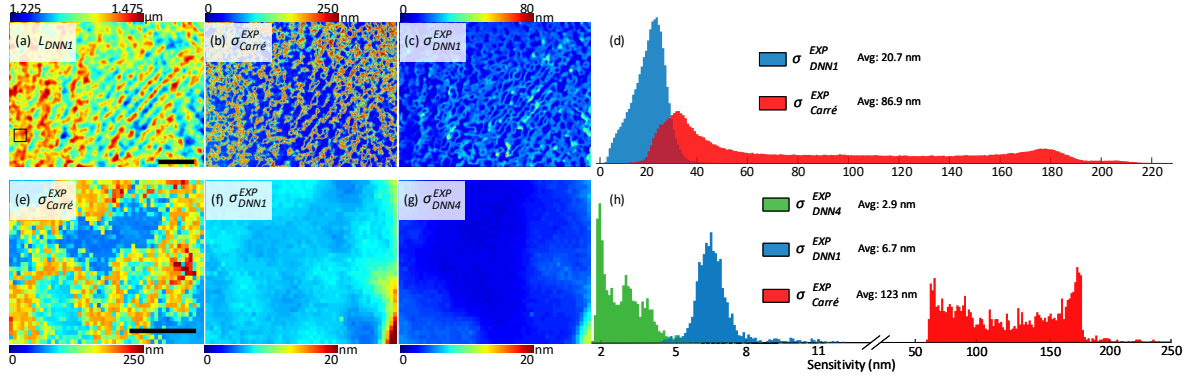 1.225 1.475 μm
0 250 nm
0 80 nm
(a) L_DNN1
(b) σ^EXP_Carré
(c) σ^EXP_DNN1
(d)
σ^EXP_DNN1 Avg: 20.7 nm
σ^EXP_Carré Avg: 86.9 nm
0 20 40 60 80 100 120 140 160 180 200 220
(e) σ^EXP_Carré
(f) σ^EXP_DNN1
(g) σ^EXP_DNN4
(h)
σ^EXP_DNN4 Avg: 2.9 nm
σ^EXP_DNN1 Avg: 6.7 nm
σ^EXP_Carré Avg: 123 nm
0 250 nm
0 20 nm
0 20 nm
2 5 8 11 50 100 150 200 250
Sensitivity (nm)